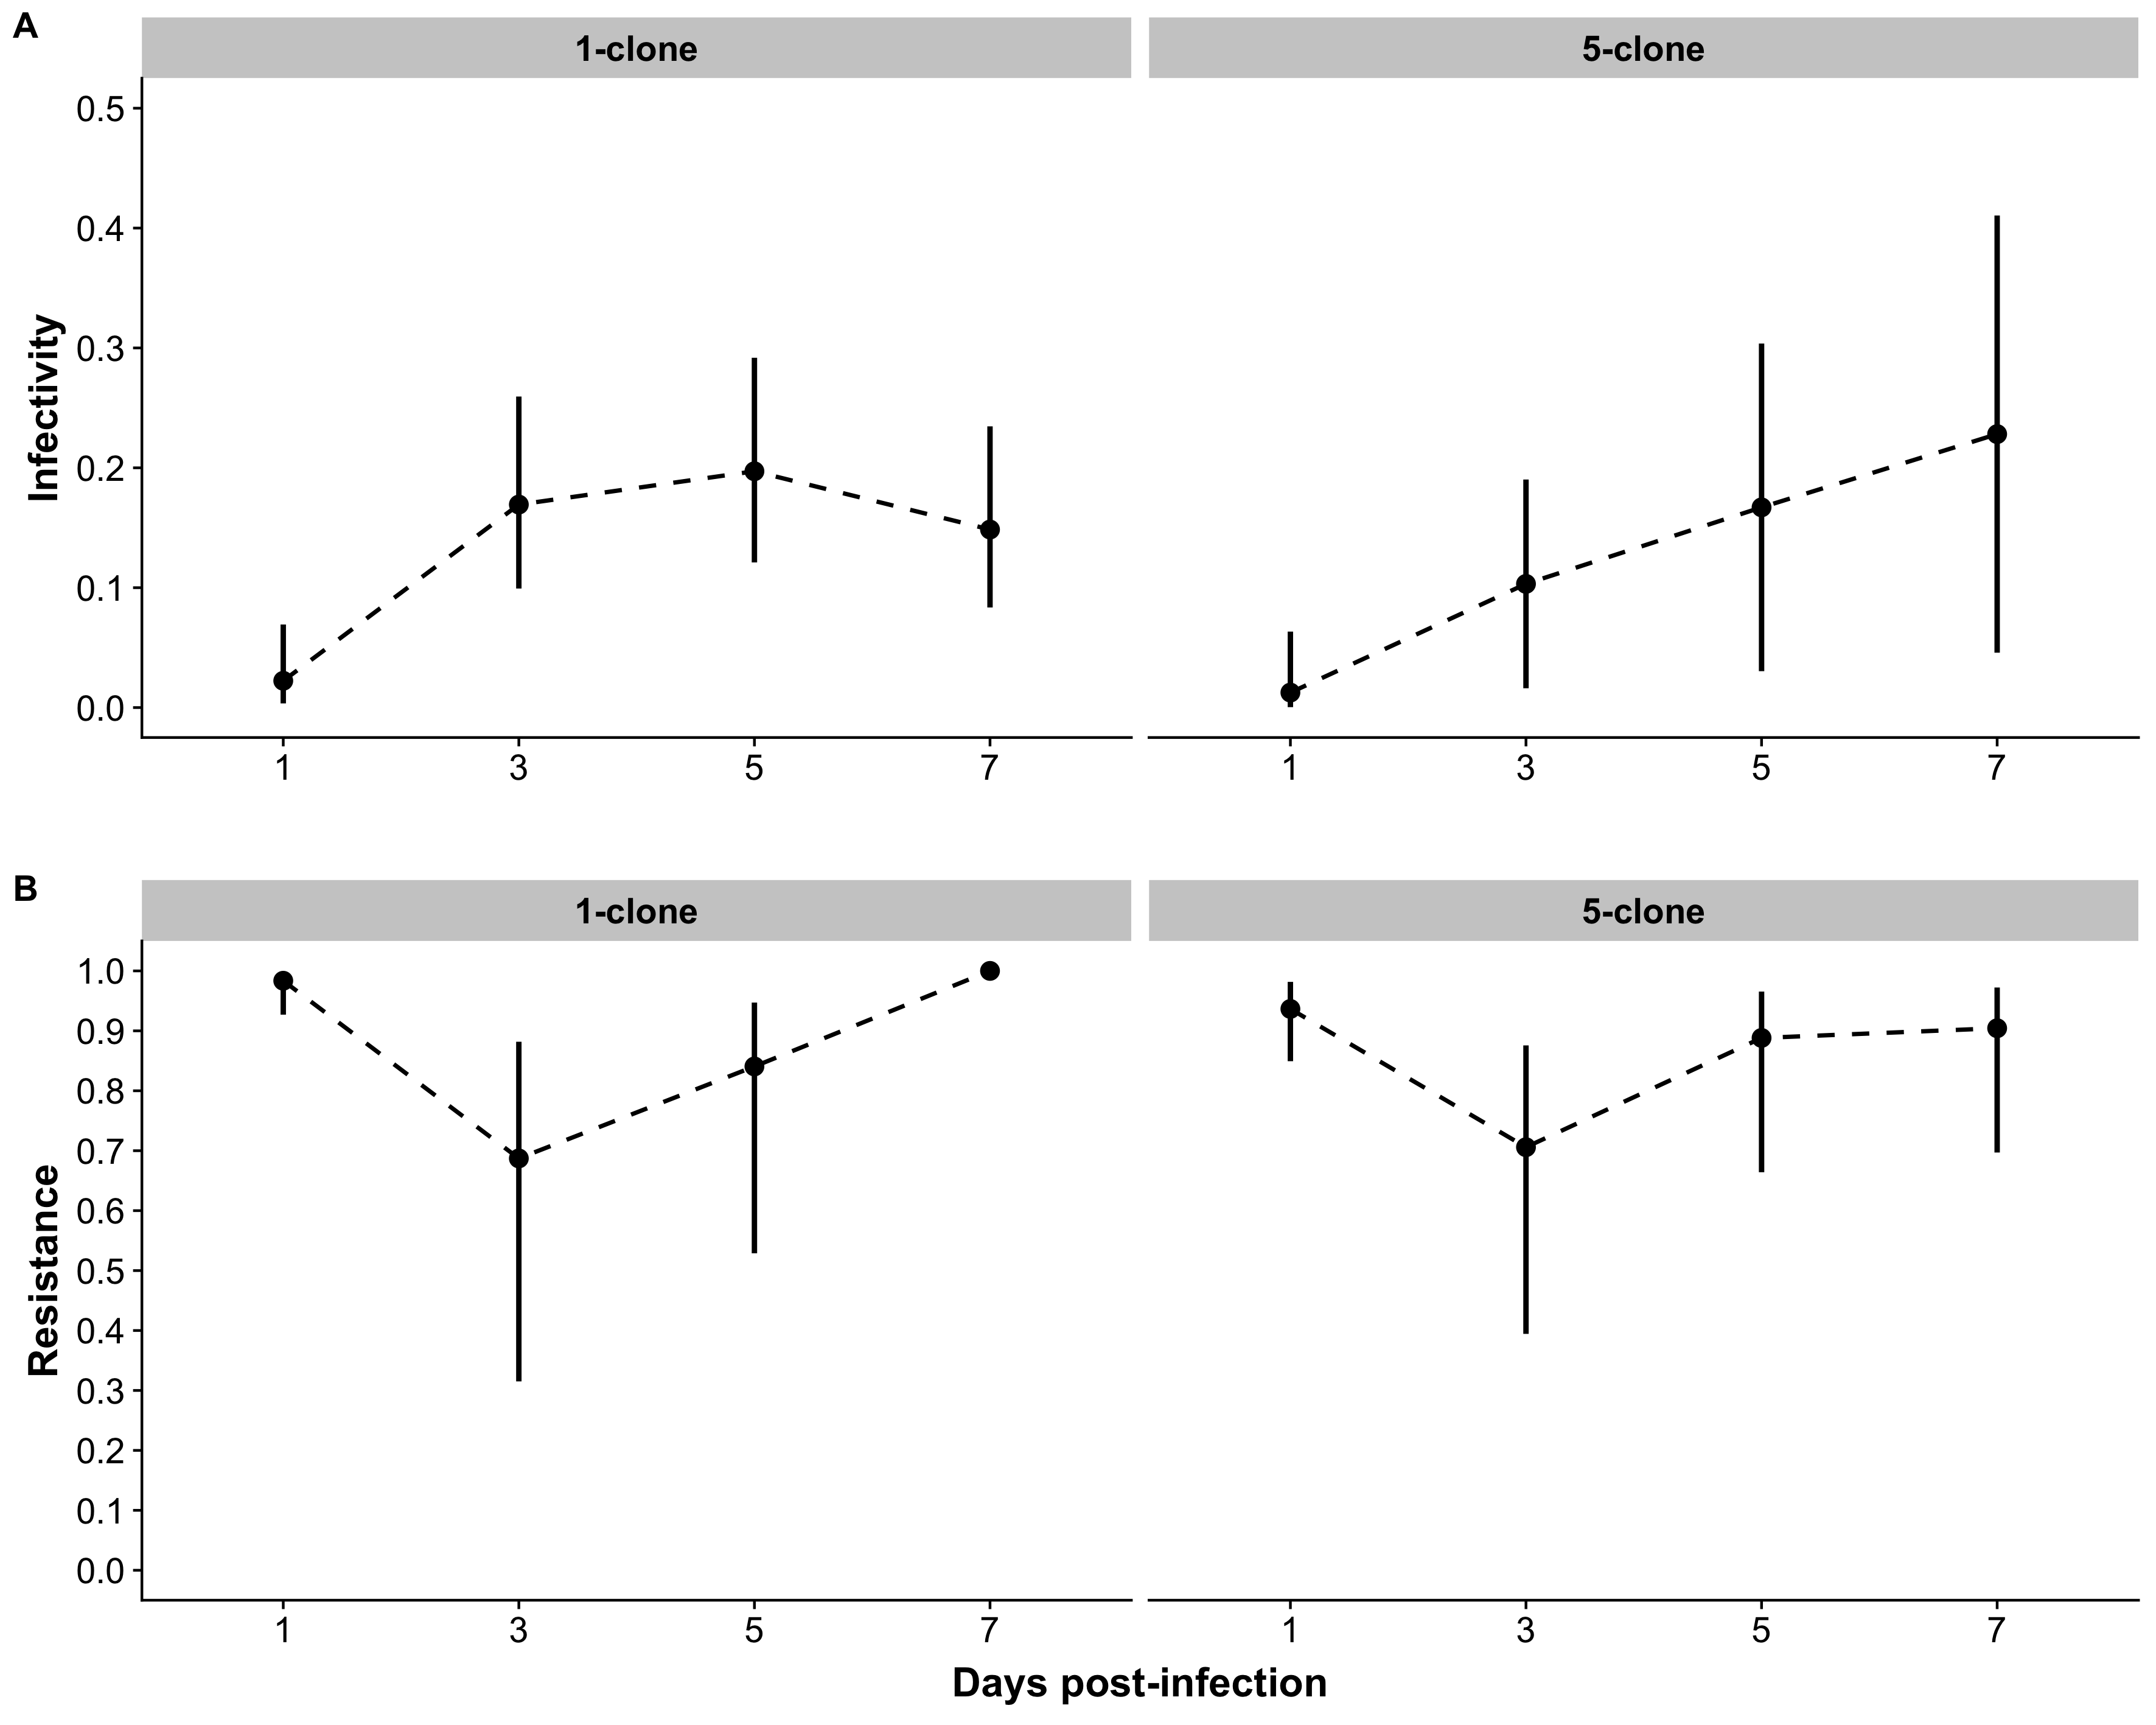 A
1-clone 5-clone
Infectivity
0.5
0.4
0.3
0.2
0.1
0.0
1 3 5 7 1 3 5 7
B
1-clone 5-clone
Resistance
1.0
0.9
0.8
0.7
0.6
0.5
0.4
0.3
0.2
0.1
0.0
1 3 5 7 1 3 5 7
Days post-infection